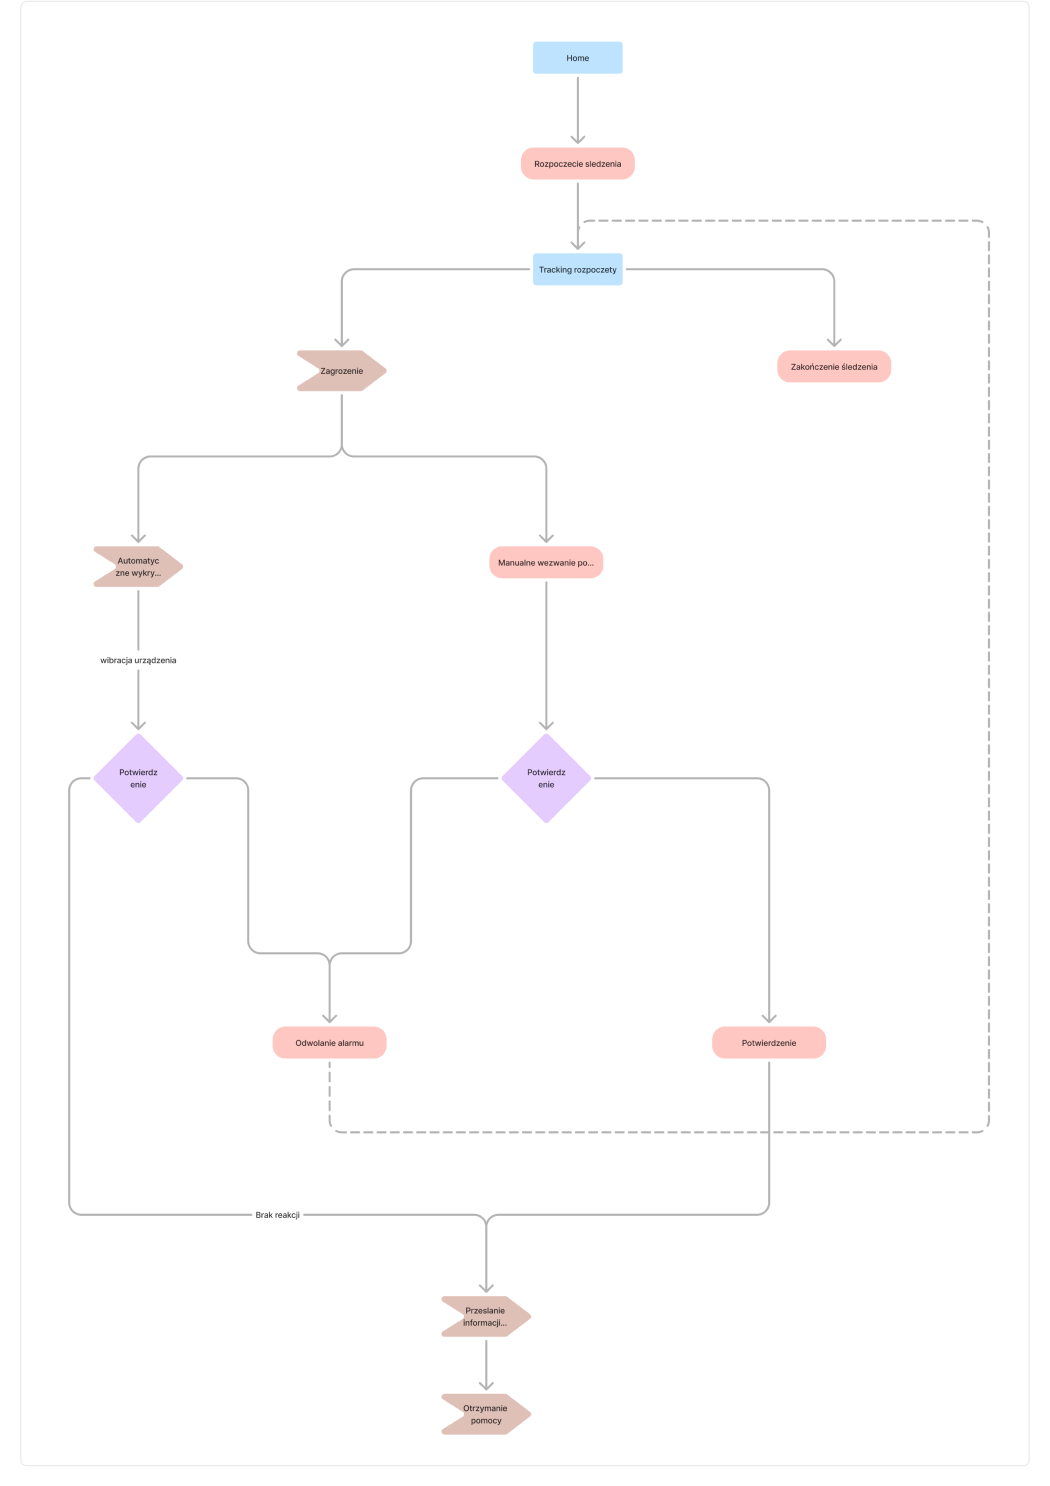 Home
Rozpoczecie sledzenia
Tracking rozpoczety
Zagrozenie
Zakończenie śledzenia
Automatyc
zne wykry...
Manualne wezwanie po...
wibracja urządzenia
Potwierdz
enie
Potwierdz
enie
Odwolanie alarmu
Potwierdzenie
Brak reakcji
Przeslanie
informacji...
Otrzymanie
pomocy